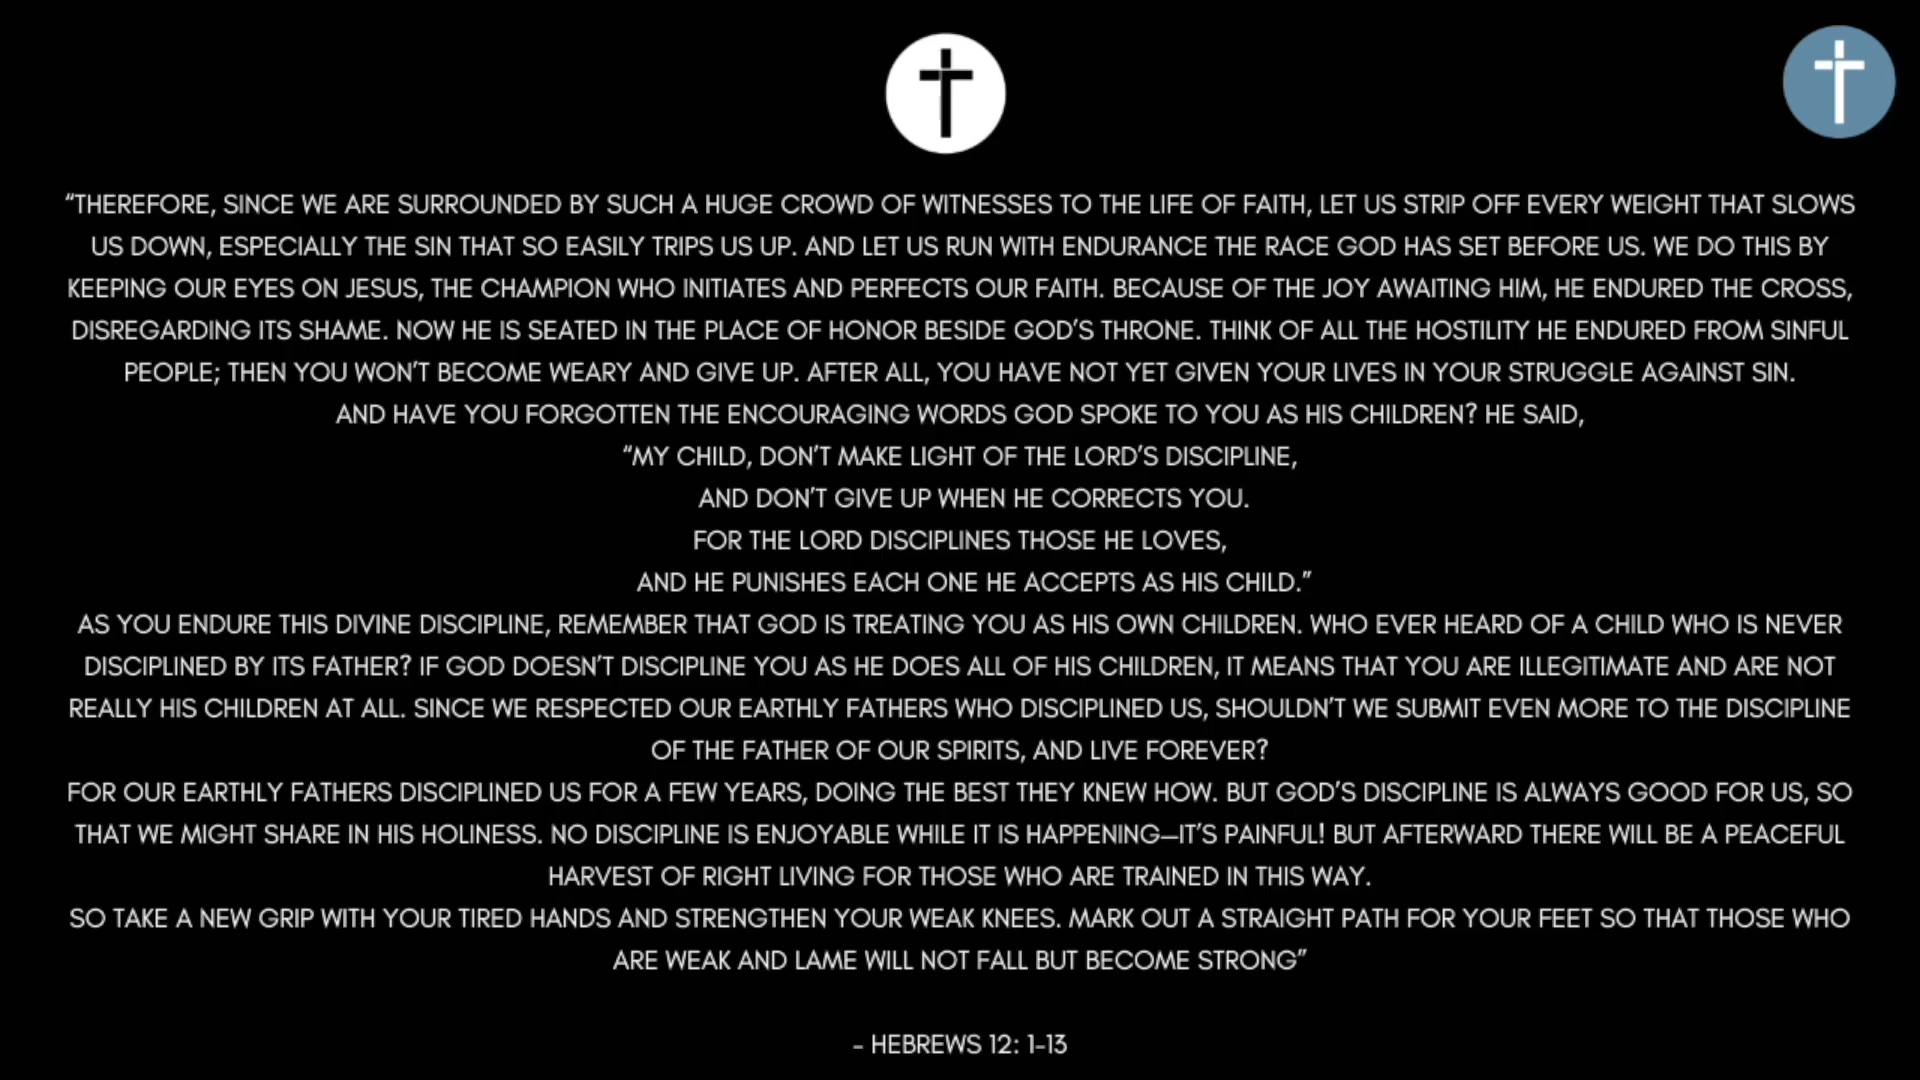 “THEREFORE, SINCE WE ARE SURROUNDED BY SUCH A HUGE CROWD OF WITNESSES TO THE LIFE OF FAITH, LET US STRIP OFF EVERY WEIGHT THAT SLOWS
US DOWN, ESPECIALLY THE SIN THAT SO EASILY TRIPS US UP. AND LET US RUN WITH ENDURANCE THE RACE GOD HAS SET BEFORE US. WE DO THIS BY
KEEPING OUR EYES ON JESUS, THE CHAMPION WHO INITIATES AND PERFECTS OUR FAITH. BECAUSE OF THE JOY AWAITING HIM, HE ENDURED THE CROSS,
DISREGARDING ITS SHAME. NOW HE IS SEATED IN THE PLACE OF HONOR BESIDE GOD’S THRONE. THINK OF ALL THE HOSTILITY HE ENDURED FROM SINFUL
PEOPLE; THEN YOU WON’T BECOME WEARY AND GIVE UP. AFTER ALL, YOU HAVE NOT YET GIVEN YOUR LIVES IN YOUR STRUGGLE AGAINST SIN.
AND HAVE YOU FORGOTTEN THE ENCOURAGING WORDS GOD SPOKE TO YOU AS HIS CHILDREN? HE SAID,
“MY CHILD, DON’T MAKE LIGHT OF THE LORD’S DISCIPLINE,
AND DON’T GIVE UP WHEN HE CORRECTS YOU.
FOR THE LORD DISCIPLINES THOSE HE LOVES,
AND HE PUNISHES EACH ONE HE ACCEPTS AS HIS CHILD.”
AS YOU ENDURE THIS DIVINE DISCIPLINE, REMEMBER THAT GOD IS TREATING YOU AS HIS OWN CHILDREN. WHO EVER HEARD OF A CHILD WHO IS NEVER
DISCIPLINED BY ITS FATHER? IF GOD DOESN’T DISCIPLINE YOU AS HE DOES ALL OF HIS CHILDREN, IT MEANS THAT YOU ARE ILLEGITIMATE AND ARE NOT
REALLY HIS CHILDREN AT ALL. SINCE WE RESPECTED OUR EARTHLY FATHERS WHO DISCIPLINED US, SHOULDN’T WE SUBMIT EVEN MORE TO THE DISCIPLINE
OF THE FATHER OF OUR SPIRITS, AND LIVE FOREVER?
FOR OUR EARTHLY FATHERS DISCIPLINED US FOR A FEW YEARS, DOING THE BEST THEY KNEW HOW. BUT GOD’S DISCIPLINE IS ALWAYS GOOD FOR US, SO
THAT WE MIGHT SHARE IN HIS HOLINESS. NO DISCIPLINE IS ENJOYABLE WHILE IT IS HAPPENING—IT’S PAINFUL! BUT AFTERWARD THERE WILL BE A PEACEFUL
HARVEST OF RIGHT LIVING FOR THOSE WHO ARE TRAINED IN THIS WAY.
SO TAKE A NEW GRIP WITH YOUR TIRED HANDS AND STRENGTHEN YOUR WEAK KNEES. MARK OUT A STRAIGHT PATH FOR YOUR FEET SO THAT THOSE WHO
ARE WEAK AND LAME WILL NOT FALL BUT BECOME STRONG”
- HEBREWS 12: 1-13